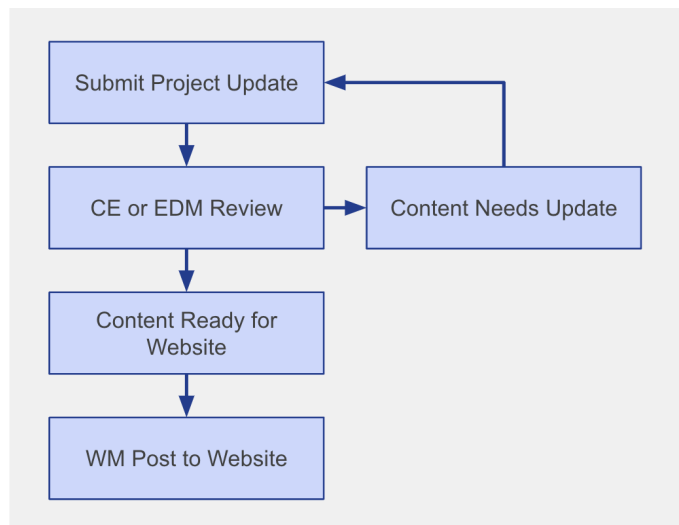 Submit Project Update
CE or EDM Review
Content Needs Update
Content Ready for
Website
WM Post to Website